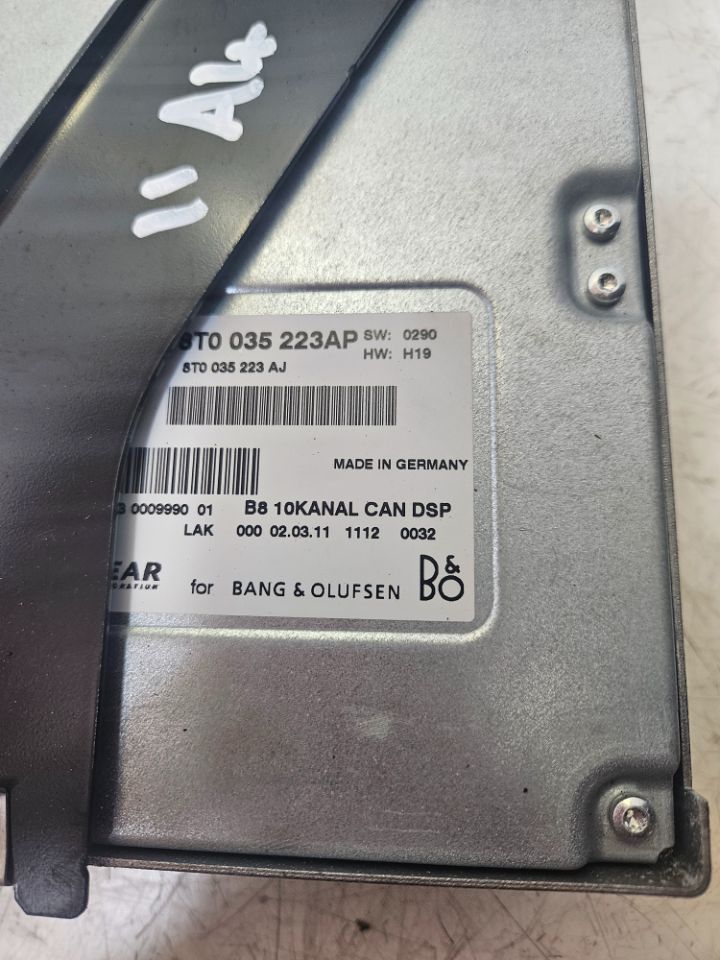 11 A4
8T0 035 223AP SW: 0290
HW: H19
8T0 035 223 AJ
MADE IN GERMANY
0009990 01 B8 10KANAL CAN DSP
LAK 000 02.03.11 1112 0032
EAR for BANG & OLUFSEN B&O